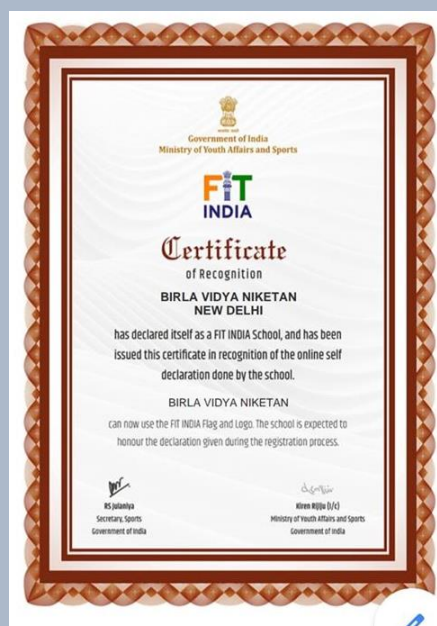 Government of India
Ministry of Youth Affairs and Sports
FiT
INDIA
Certificate
of Recognition
BIRLA VIDYA NIKETAN
NEW DELHI
has declared itself as a FIT INDIA School, and has been
issued this certificate in recognition of the online self
declaration done by the school.
BIRLA VIDYA NIKETAN
can now use the FIT INDIA Flag and Logo. The school is expected to
honour the declaration given during the registration process.
RS Julaniya
Secretary, Sports
Government of India
Kiren Rijiju (I/c)
Ministry of Youth Affairs and Sports
Government of India